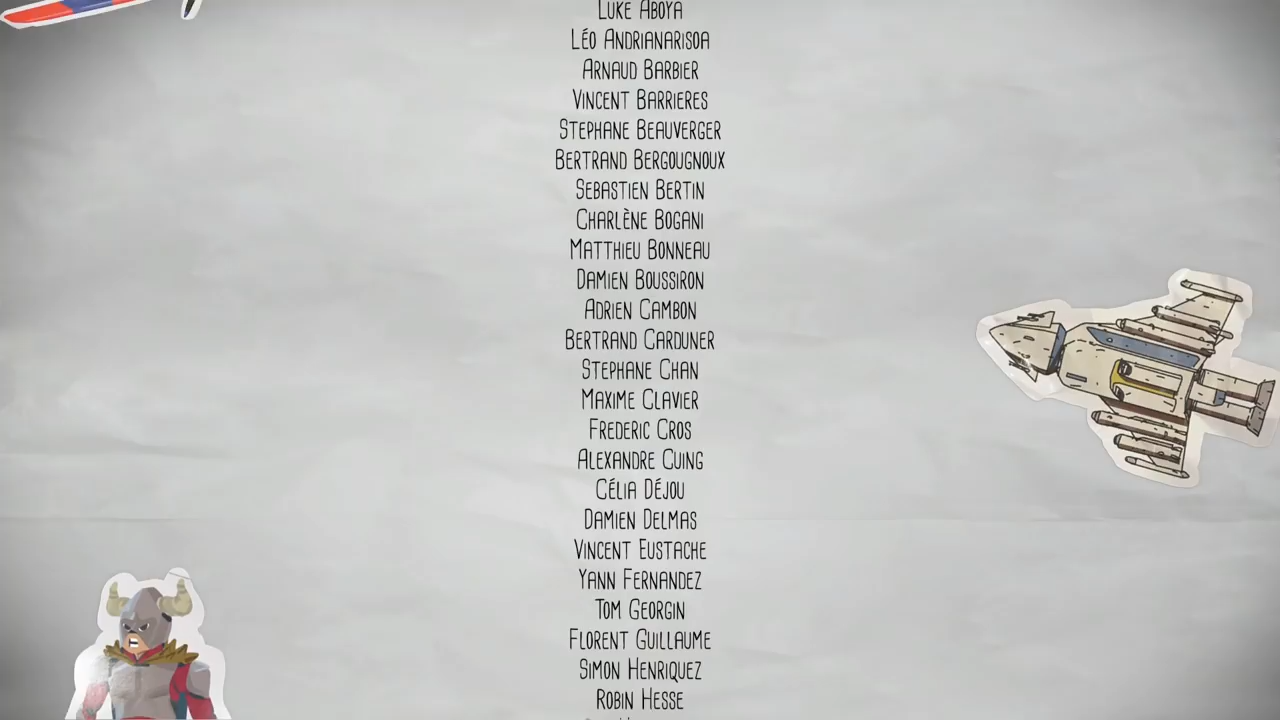 Luke Aboya
Léo Andrianarisoa
Arnaud Barbier
Vincent Barrieres
Stephane Beauverger
Bertrand Bergougnoux
Sebastien Bertin
Charlène Bogani
Matthieu Bonneau
Damien Boussiron
Adrien Cambon
Bertrand Carduner
Stephane Chan
Maxime Clavier
Frederic Cros
Alexandre Cuing
Célia Déjou
Damien Delmas
Vincent Eustache
Yann Fernandez
Tom Georgin
Florent Guillaume
Simon Henriquez
Robin Hesse